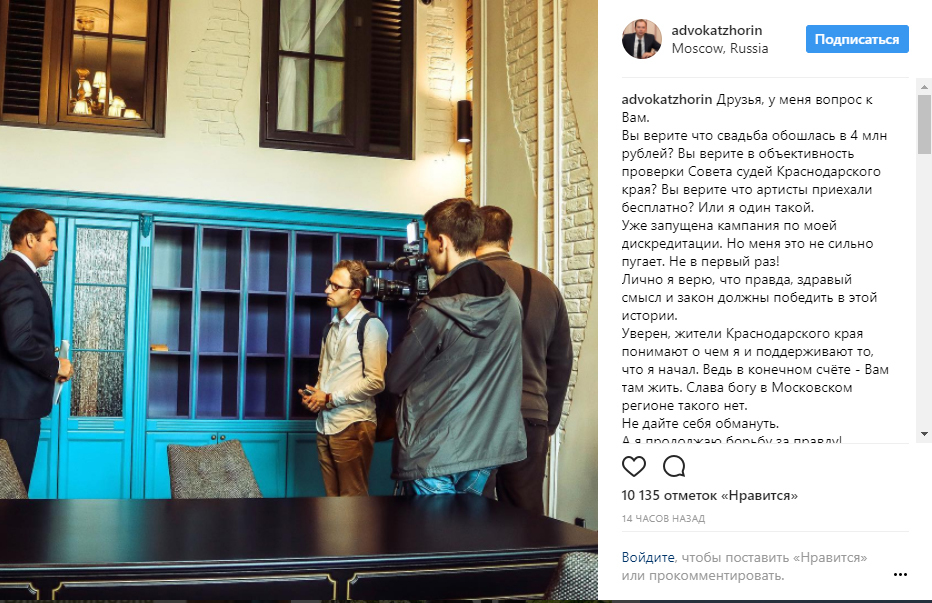 advokatzhorin
Moscow, Russia
Подписаться
advokatzhorin Друзья, у меня вопрос к
Вам.
Вы верите что свадьба обошлась в 4 млн
рублей? Вы верите в объективность
проверки Совета судей Краснодарского
края? Вы верите что артисты приехали
бесплатно? Или я один такой.
Уже запущена кампания по моей
дискредитации. Но меня это не сильно
пугает. Не в первый раз!
Лично я верю, что правда, здравый
смысл и закон должны победить в этой
истории.
Уверен, жители Краснодарского края
понимают о чем я и поддерживают то,
что я начал. Ведь в конечном счёте - Вам
там жить. Слава богу в Московском
регионе такого нет.
Не дайте себя обмануть.
А я продолжаю борьбу за правду!
10 135 отметок «Нравится»
14 ЧАСОВ НАЗАД
Войдите, чтобы поставить «Нравится»
или прокомментировать.